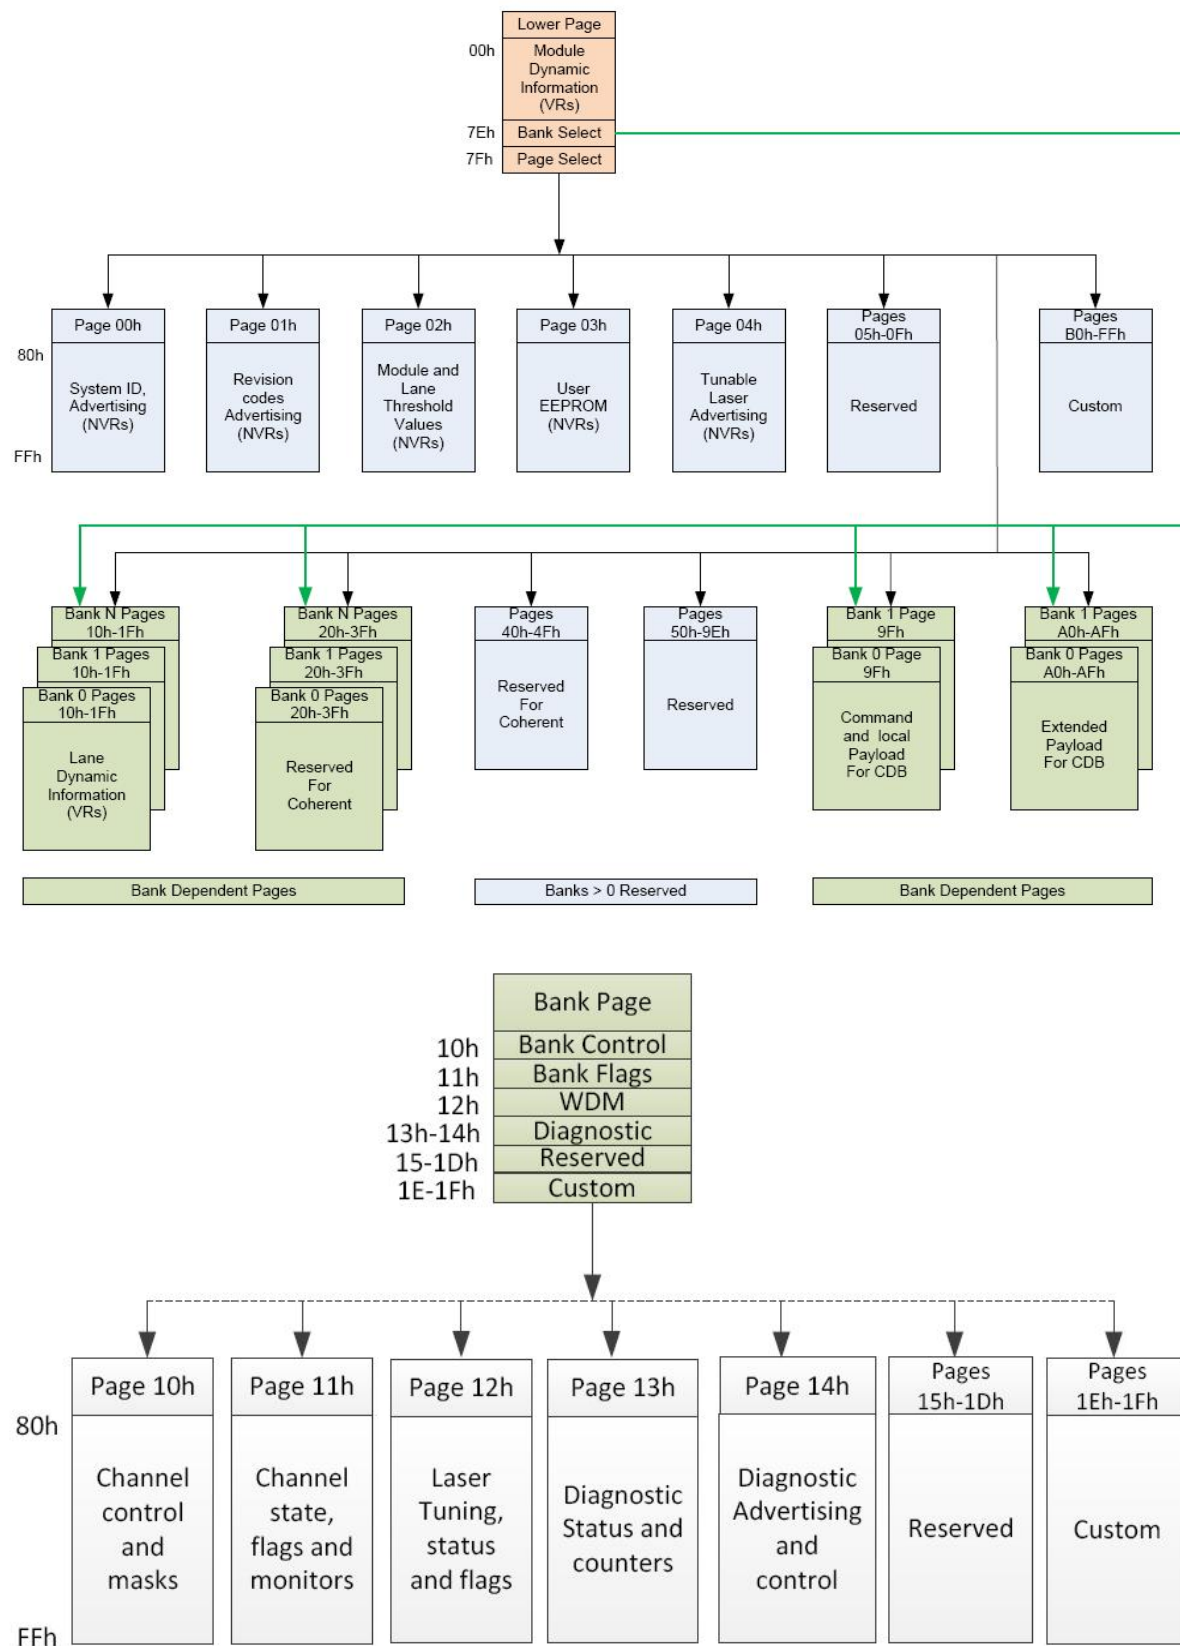 Lower Page
00h
Module
Dynamic
Information
(VRs)
7Eh
Bank Select
7Fh
Page Select
Page 00h
Page 01h
Page 02h
Page 03h
Page 04h
Pages
05h-0Fh
Pages
B0h-FFh
80h
System ID,
Advertising
(NVRs)
Revision
codes
Advertising
(NVRs)
Module and
Lane
Threshold
Values
(NVRs)
User
EEPROM
(NVRs)
Tunable
Laser
Advertising
(NVRs)
Reserved
Custom
FFh
Bank N Pages
10h-1Fh
Bank 1 Pages
10h-1Fh
Bank 0 Pages
10h-1Fh
Lane
Dynamic
Information
(VRs)
Bank N Pages
20h-3Fh
Bank 1 Pages
20h-3Fh
Bank 0 Pages
20h-3Fh
Reserved
For
Coherent
Pages
40h-4Fh
Reserved
For
Coherent
Pages
50h-9Eh
Reserved
Bank 1 Page
9Fh
Bank 0 Page
9Fh
Command
and local
Payload
For CDB
Bank 1 Pages
A0h-AFh
Bank 0 Pages
A0h-AFh
Extended
Payload
For CDB
Bank Dependent Pages
Banks > 0 Reserved
Bank Dependent Pages
Bank Page
10h
Bank Control
11h
Bank Flags
12h
WDM
13h-14h
Diagnostic
15-1Dh
Reserved
1E-1Fh
Custom
Page 10h
Page 11h
Page 12h
Page 13h
Page 14h
Pages
15h-1Dh
Pages
1Eh-1Fh
80h
Channel
control
and
masks
Channel
state,
flags and
monitors
Laser
Tuning,
status
and flags
Diagnostic
Status and
counters
Diagnostic
Advertising
and
control
Reserved
Custom
FFh